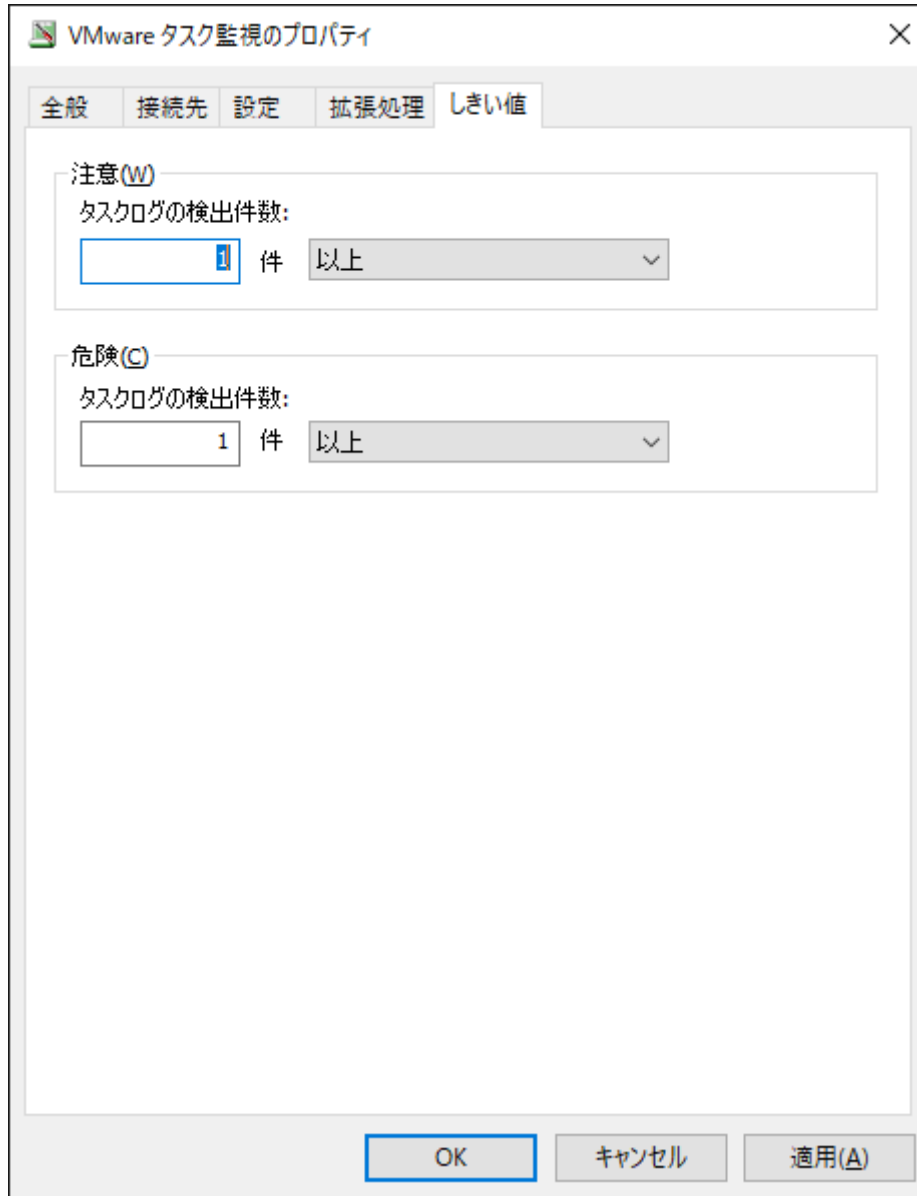 VMware タスク監視のプロパティ
全般 接続先 設定 拡張処理 しきい値
注意(W)
タスクログの検出件数:
1 件 以上
危険(C)
タスクログの検出件数:
1 件 以上
OK キャンセル 適用(A)